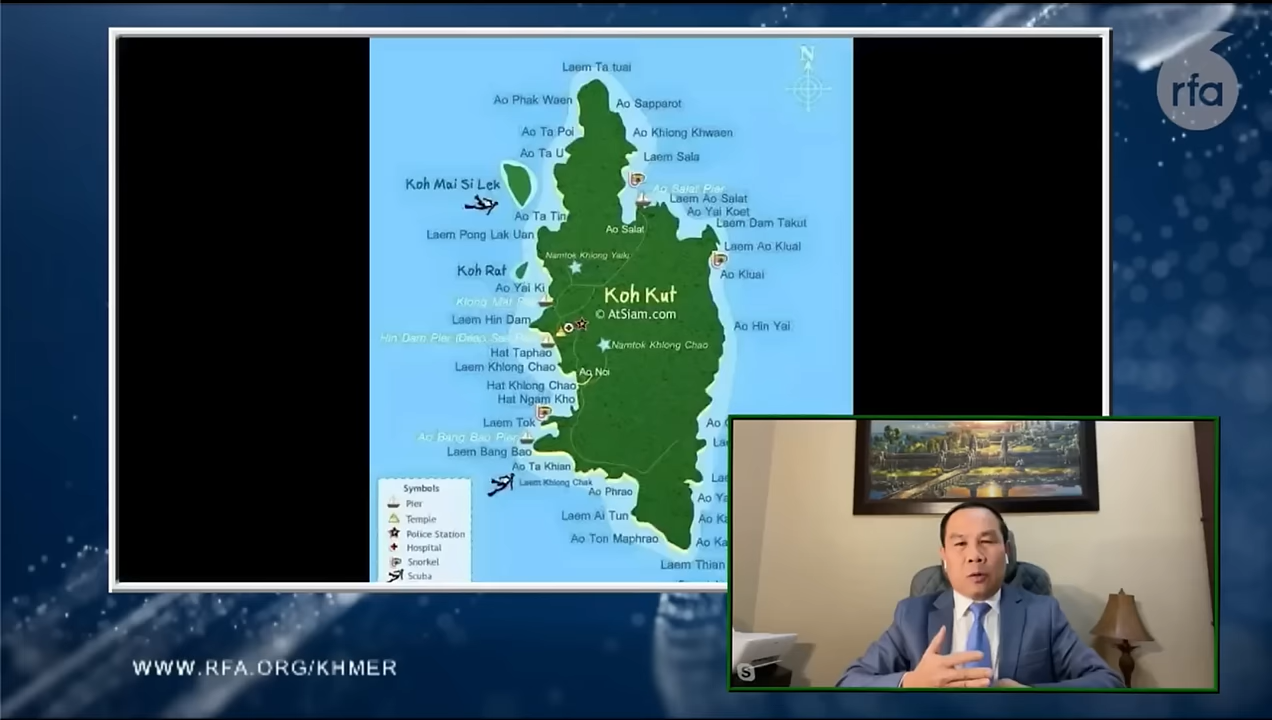 rfa
N
Laem Ta tuai
Ao Phak Waen
Ao Sapparot
Ao Ta Poi
Ao Khlong Khwaen
Ao Ta U
Laem Sala
Koh Mai Si Lek
Ao Salat Pier
Laem Ao Salat
Ao Yai Koet
Ao Ta Tin
Laem Dam Takut
Ao Salat
Laem Pong Lak Uan
Laem Ao Kluai
Namtok Khlong Yaiki
Koh Rat
Ao Kluai
Ao Yai Ki
Koh Kut
Klong Mat
© AtSiam.com
Laem Hin Dam
Ao Hin Yai
Hin Dam Pier
Namtok Khlong Chao
Hat Taphao
Laem Khlong Chao
Ao Noi
Hat Khlong Chao
Hat Ngam Kho
Laem Tok
Ao
Ao Bang Bao Pier
Laem Bang Bao
Ao Ta Khian
Laem Khlong Chak
Ao Phrao
Laem Ai Tun
Ao Ton Maphrao
Laem Thian
Symbols
Pier
Temple
Police Station
Hospital
Snorkel
Scuba
WWW.RFA.ORG/KHMER
S